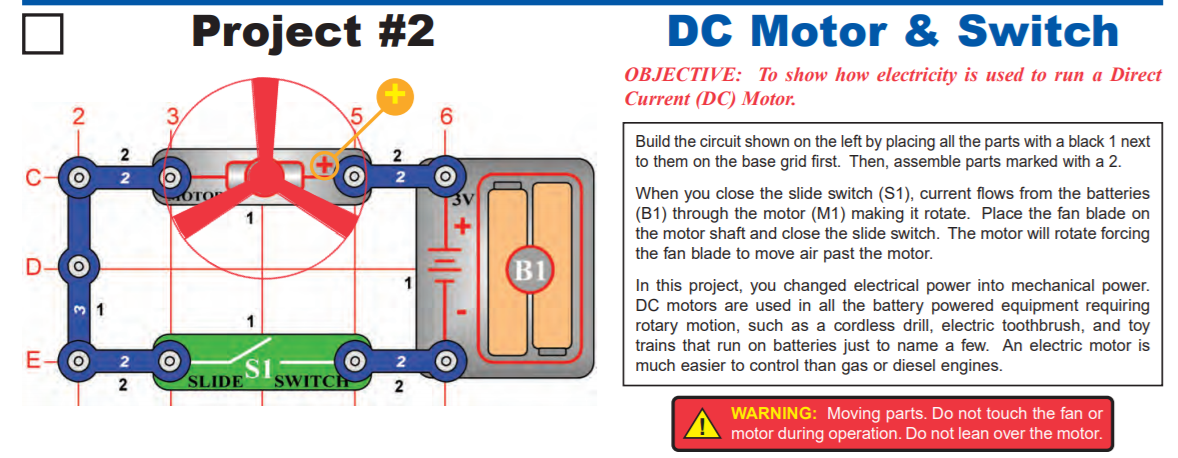 Project #2
DC Motor & Switch
OBJECTIVE: To show how electricity is used to run a Direct
Current (DC) Motor.
Build the circuit shown on the left by placing all the parts with a black 1 next
to them on the base grid first. Then, assemble parts marked with a 2.
When you close the slide switch (S1), current flows from the batteries
(B1) through the motor (M1) making it rotate. Place the fan blade on
the motor shaft and close the slide switch. The motor will rotate forcing
the fan blade to move air past the motor.
In this project, you changed electrical power into mechanical power.
DC motors are used in all the battery powered equipment requiring
rotary motion, such as a cordless drill, electric toothbrush, and toy
trains that run on batteries just to name a few. An electric motor is
much easier to control than gas or diesel engines.
WARNING: Moving parts. Do not touch the fan or
motor during operation. Do not lean over the motor.
+
2 3 5 6
2 2
C 2 + 2
MOTOR 3V
1 +
D B1
1
3 1 -
1
E 2 S1 2
SLIDE SWITCH
2 2